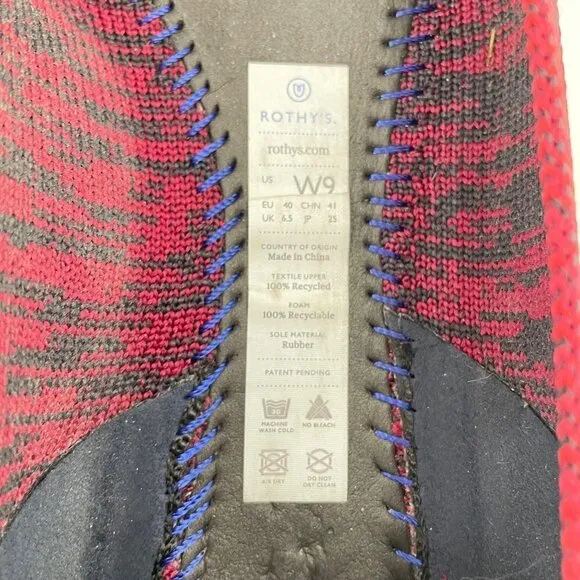 ROTHY'S.
rothys.com
US W9
EU 40 CHN 41
UK 6.5 JP 25
COUNTRY OF ORIGIN
Made in China
TEXTILE UPPER
100% Recycled
FOAM
100% Recyclable
SOLE MATERIAL
Rubber
PATENT PENDING
30
MACHINE WASH COLD
NO BLEACH
AIR DRY
DO NOT DRY CLEAN